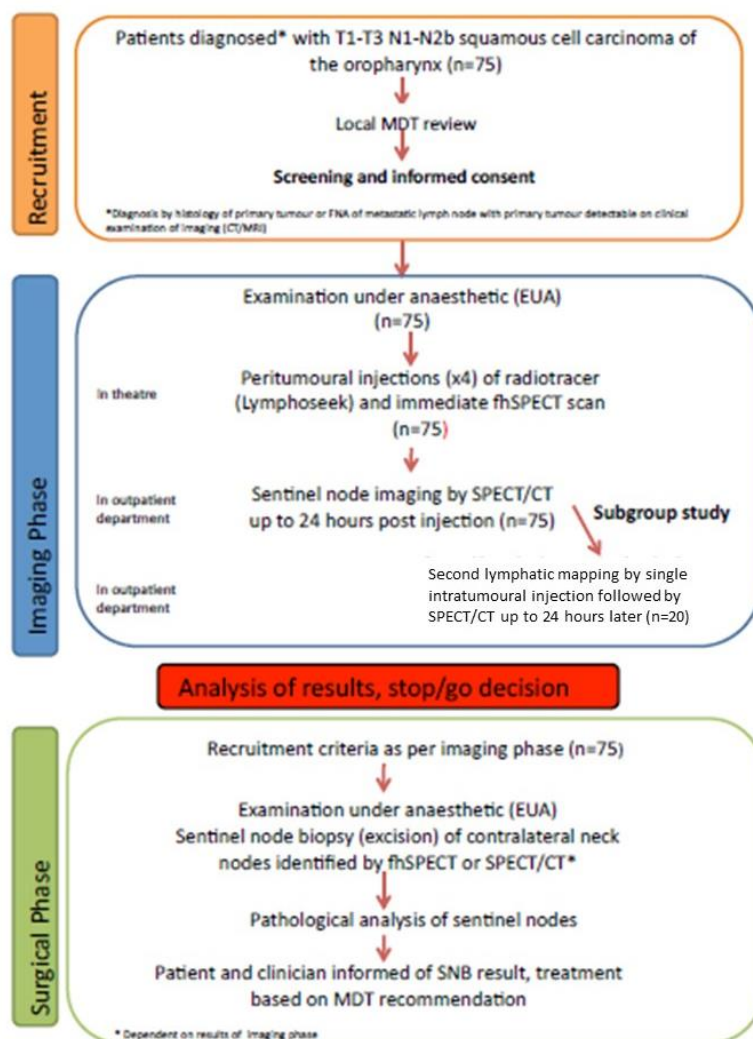 Recruitment
Patients diagnosed* with T1-T3 N1-N2b squamous cell carcinoma of
the oropharynx (n=75)
Local MDT review
Screening and informed consent
*Diagnosis by histology of primary tumour or FNA of metastatic lymph node with primary tumour detectable on clinical
examination of imaging (CT/MRI)
Imaging Phase
Examination under anaesthetic (EUA)
(n=75)
In theatre
Peritumoural injections (x4) of radiotracer
(Lymphoseek) and immediate fhSPECT scan
(n=75)
In outpatient
department
Sentinel node imaging by SPECT/CT
up to 24 hours post injection (n=75)
Subgroup study
In outpatient
department
Second lymphatic mapping by single
intratumoural injection followed by
SPECT/CT up to 24 hours later (n=20)
Analysis of results, stop/go decision
Surgical Phase
Recruitment criteria as per imaging phase (n=75)
Examination under anaesthetic (EUA)
Sentinel node biopsy (excision) of contralateral neck
nodes identified by fhSPECT or SPECT/CT*
Pathological analysis of sentinel nodes
Patient and clinician informed of SNB result, treatment
based on MDT recommendation
* Dependent on results of imaging phase